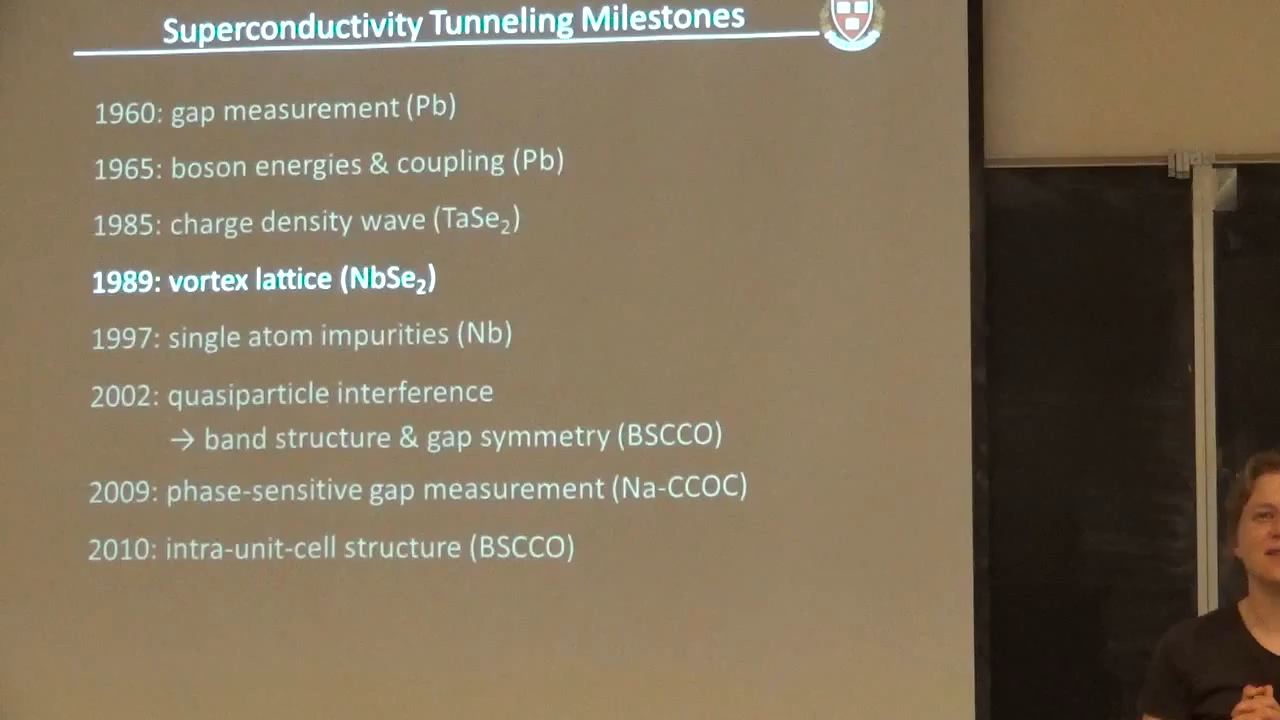 Superconductivity Tunneling Milestones
1960: gap measurement (Pb)
1965: boson energies & coupling (Pb)
1985: charge density wave (TaSe₂)
1989: vortex lattice (NbSe₂)
1997: single atom impurities (Nb)
2002: quasiparticle interference
→ band structure & gap symmetry (BSCCO)
2009: phase-sensitive gap measurement (Na-CCOC)
2010: intra-unit-cell structure (BSCCO)